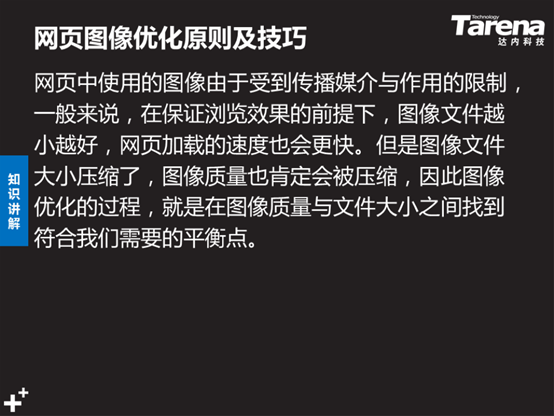 网页图像优化原则及技巧
Technology
Tarena
达内科技
网页中使用的图像由于受到传播媒介与作用的限制，
一般来说，在保证浏览效果的前提下，图像文件越
小越好，网页加载的速度也会更快。但是图像文件
大小压缩了，图像质量也肯定会被压缩，因此图像
优化的过程，就是在图像质量与文件大小之间找到
符合我们需要的平衡点。
知识讲解